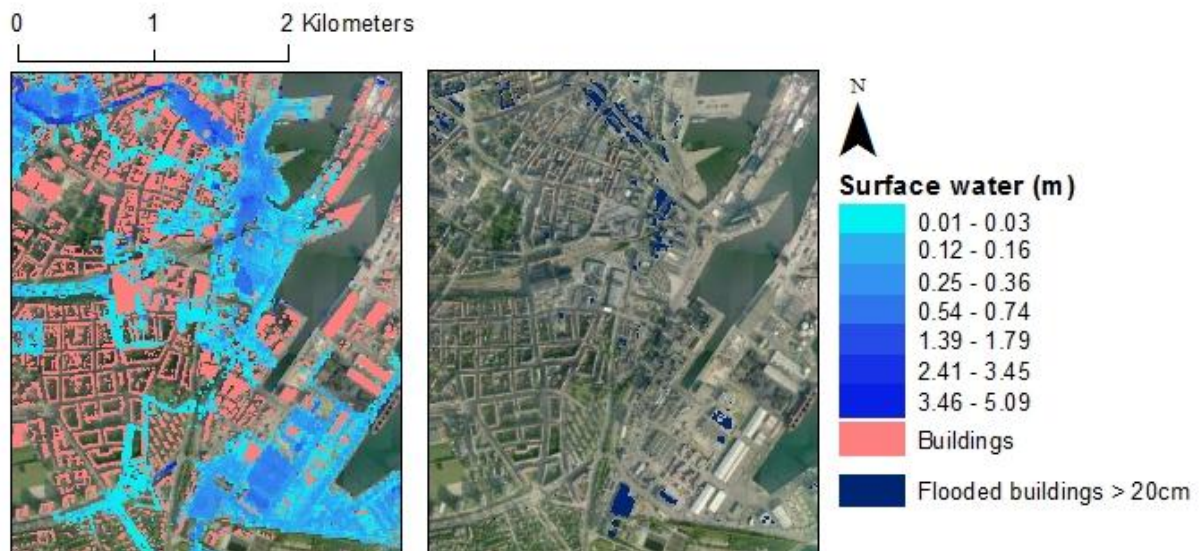 0 1 2 Kilometers
N
Surface water (m)
0.01 - 0.03
0.12 - 0.16
0.25 - 0.36
0.54 - 0.74
1.39 - 1.79
2.41 - 3.45
3.46 - 5.09
Buildings
Flooded buildings > 20cm